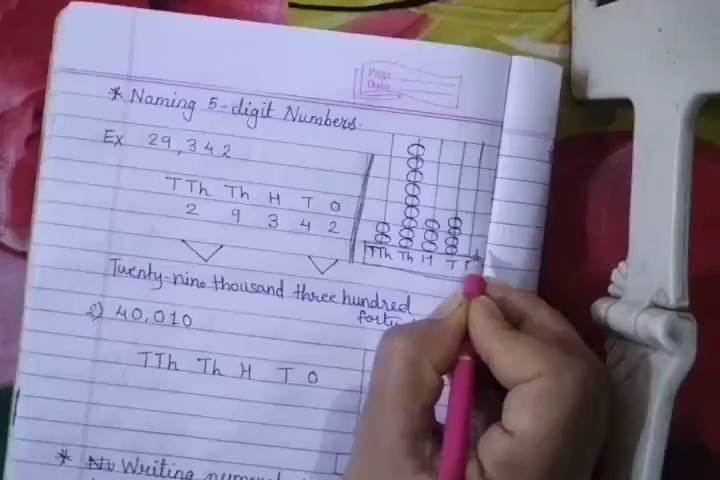 Page
Date
* Naming 5-digit Numbers.
Ex 29,342
TTh Th H T O
2 9 3 4 2
TTh Th H T
Twenty-nine thousand three hundred
2) 40,010
TTh Th H T O
* Writing